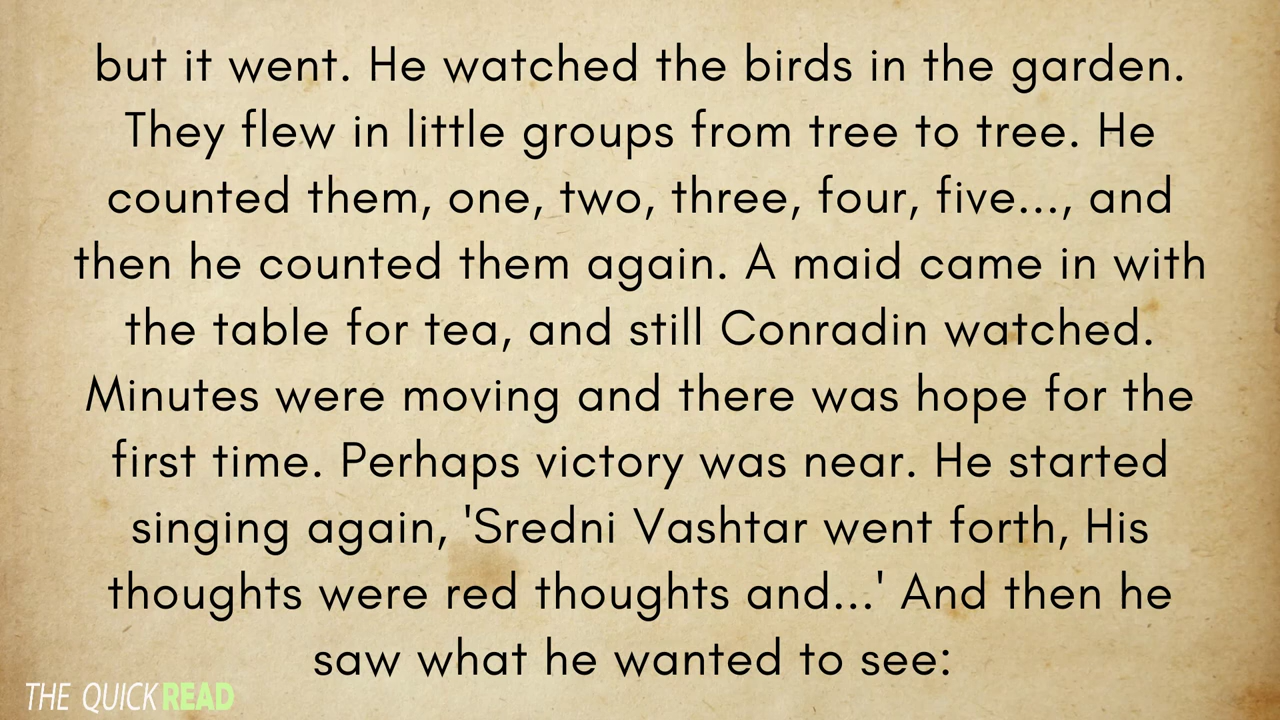 but it went. He watched the birds in the garden.
They flew in little groups from tree to tree. He
counted them, one, two, three, four, five..., and
then he counted them again. A maid came in with
the table for tea, and still Conradin watched.
Minutes were moving and there was hope for the
first time. Perhaps victory was near. He started
singing again, 'Sredni Vashtar went forth, His
thoughts were red thoughts and...' And then he
saw what he wanted to see:
THE QUICKREAD